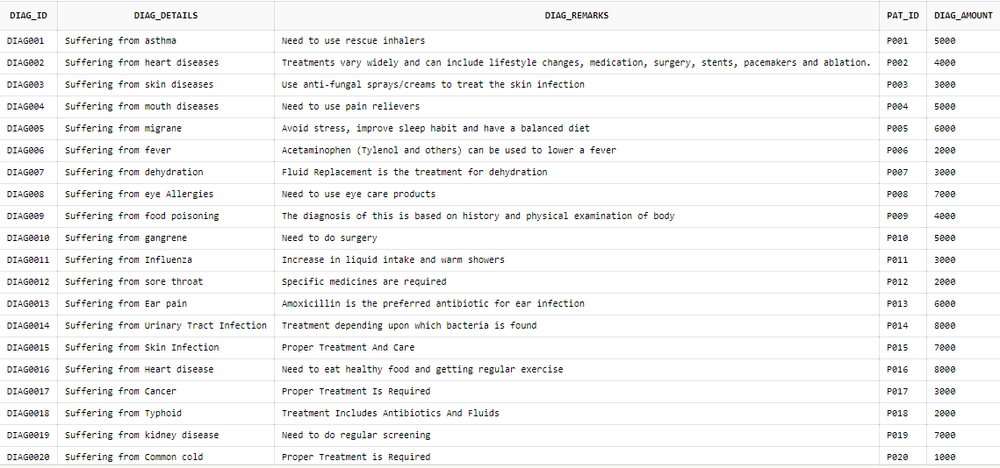 DIAG_ID DIAG_DETAILS DIAG_REMARKS PAT_ID DIAG_AMOUNT
DIAG001 Suffering from asthma Need to use rescue inhalers P001 5000
DIAG002 Suffering from heart diseases Treatments vary widely and can include lifestyle changes, medication, surgery, stents, pacemakers and ablation. P002 4000
DIAG003 Suffering from skin diseases Use anti-fungal sprays/creams to treat the skin infection P003 3000
DIAG004 Suffering from mouth diseases Need to use pain relievers P004 5000
DIAG005 Suffering from migrane Avoid stress, improve sleep habit and have a balanced diet P005 6000
DIAG006 Suffering from fever Acetaminophen (Tylenol and others) can be used to lower a fever P006 2000
DIAG007 Suffering from dehydration Fluid Replacement is the treatment for dehydration P007 3000
DIAG008 Suffering from eye Allergies Need to use eye care products P008 7000
DIAG009 Suffering from food poisoning The diagnosis of this is based on history and physical examination of body P009 4000
DIAG0010 Suffering from gangrene Need to do surgery P010 5000
DIAG0011 Suffering from Influenza Increase in liquid intake and warm showers P011 3000
DIAG0012 Suffering from sore throat Specific medicines are required P012 2000
DIAG0013 Suffering from Ear pain Amoxicillin is the preferred antibiotic for ear infection P013 6000
DIAG0014 Suffering from Urinary Tract Infection Treatment depending upon which bacteria is found P014 8000
DIAG0015 Suffering from Skin Infection Proper Treatment And Care P015 7000
DIAG0016 Suffering from Heart disease Need to eat healthy food and getting regular exercise P016 8000
DIAG0017 Suffering from Cancer Proper Treatment Is Required P017 3000
DIAG0018 Suffering from Typhoid Treatment Includes Antibiotics And Fluids P018 2000
DIAG0019 Suffering from kidney disease Need to do regular screening P019 7000
DIAG0020 Suffering from Common cold Proper Treatment is Required P020 1000